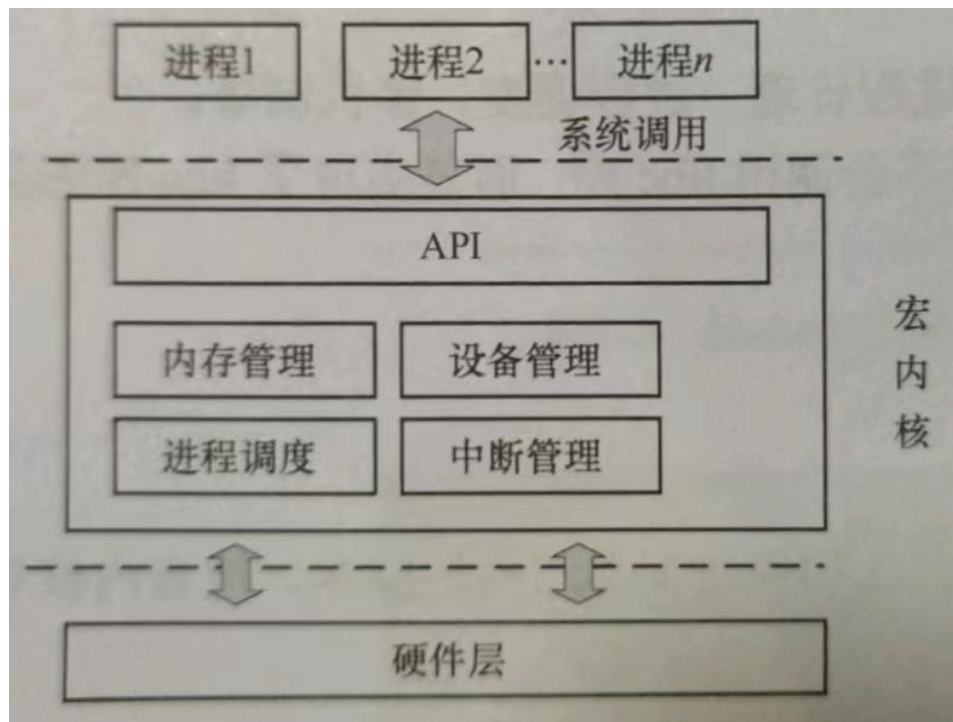 进程1 进程2 … 进程n
系统调用
API
内存管理 设备管理
进程调度 中断管理
宏内核
硬件层